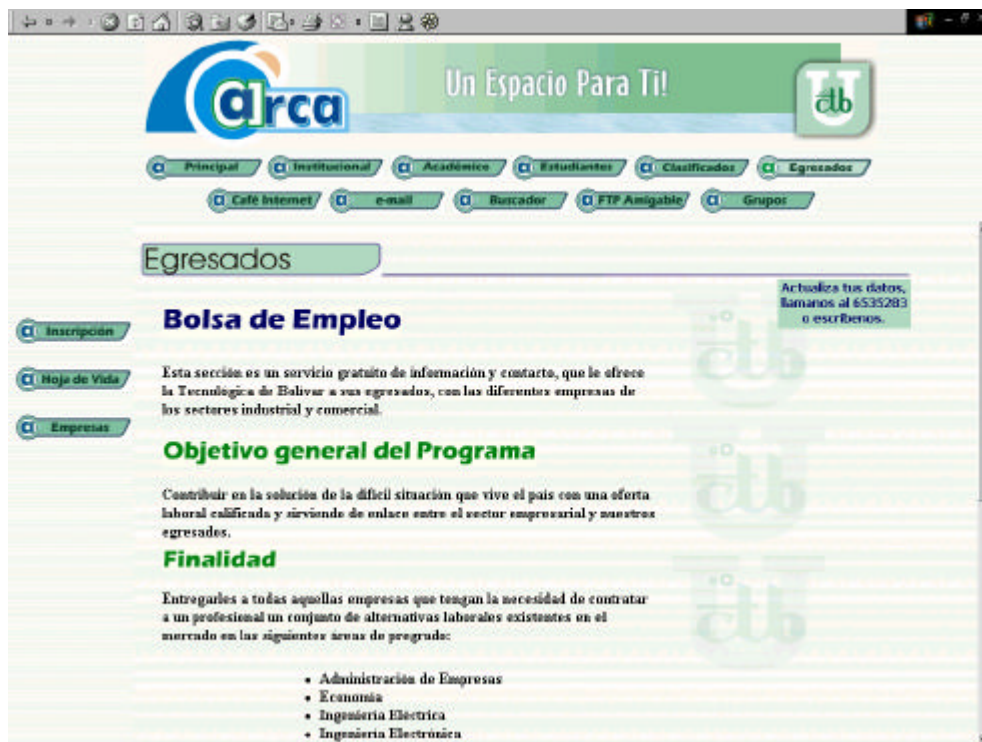 arca
Un Espacio Para Ti!
Uctb
Principal Institucional Académico Estudiantes Clasificados Egresados
Café Internet e-mail Buscador FTP Amigable Grupos
Egresados
Actualiza tus datos,
llamanos al 6535283
o escríbenos.
Inscripción
Hoja de Vida
Empresas
Bolsa de Empleo
Esta sección es un servicio gratuito de información y contacto, que le ofrece
la Tecnológica de Bolívar a sus egresados, con las diferentes empresas de
los sectores industrial y comercial.
Objetivo general del Programa
Contribuir en la solución de la difícil situación que vive el país con una oferta
laboral calificada y sirviendo de enlace entre el sector empresarial y nuestros
egresados.
Finalidad
Entregarles a todas aquellas empresas que tengan la necesidad de contratar
a un profesional un conjunto de alternativas laborales existentes en el
mercado en las siguientes áreas de pregrado:
• Administración de Empresas
• Economía
• Ingeniería Eléctrica
• Ingeniería Electrónica